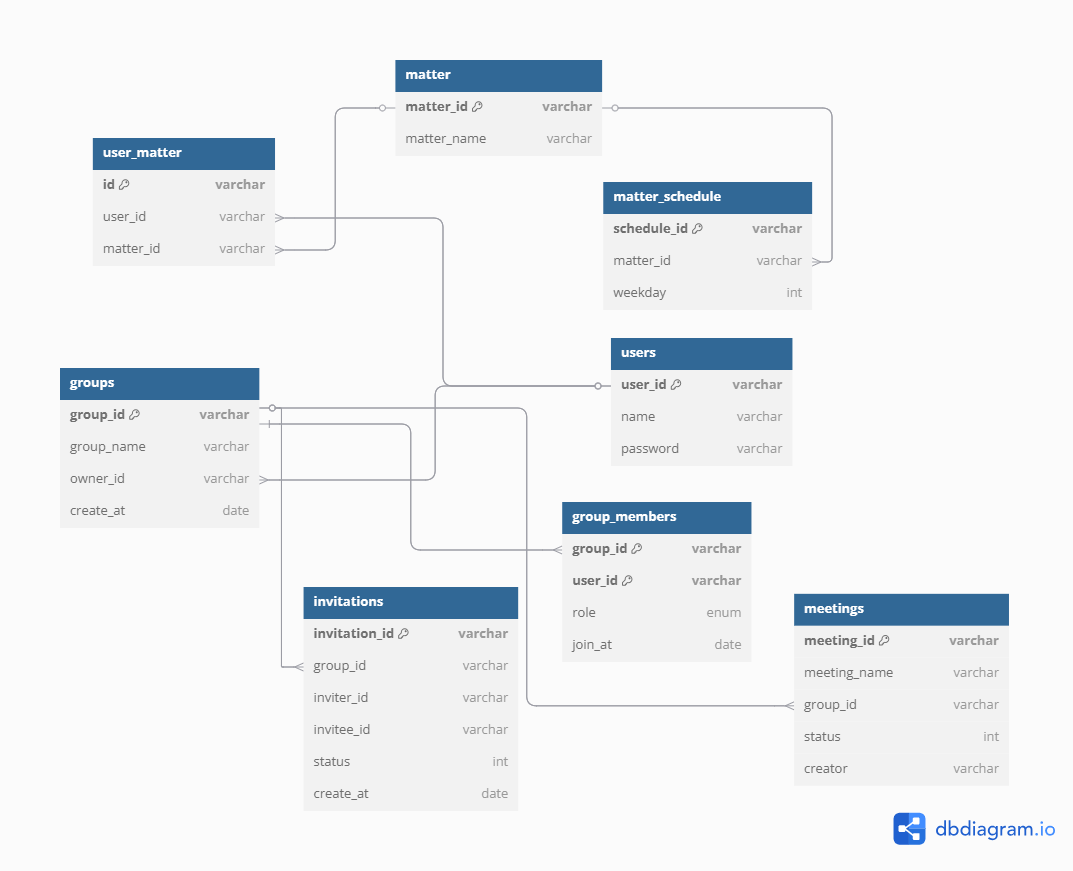 matter
matter_id varchar
matter_name varchar
user_matter
id varchar
user_id varchar
matter_id varchar
matter_schedule
schedule_id varchar
matter_id varchar
weekday int
users
user_id varchar
name varchar
password varchar
groups
group_id varchar
group_name varchar
owner_id varchar
create_at date
group_members
group_id varchar
user_id varchar
role enum
join_at date
invitations
invitation_id varchar
group_id varchar
inviter_id varchar
invitee_id varchar
status int
create_at date
meetings
meeting_id varchar
meeting_name varchar
group_id varchar
status int
creator varchar
dbdiagram.io